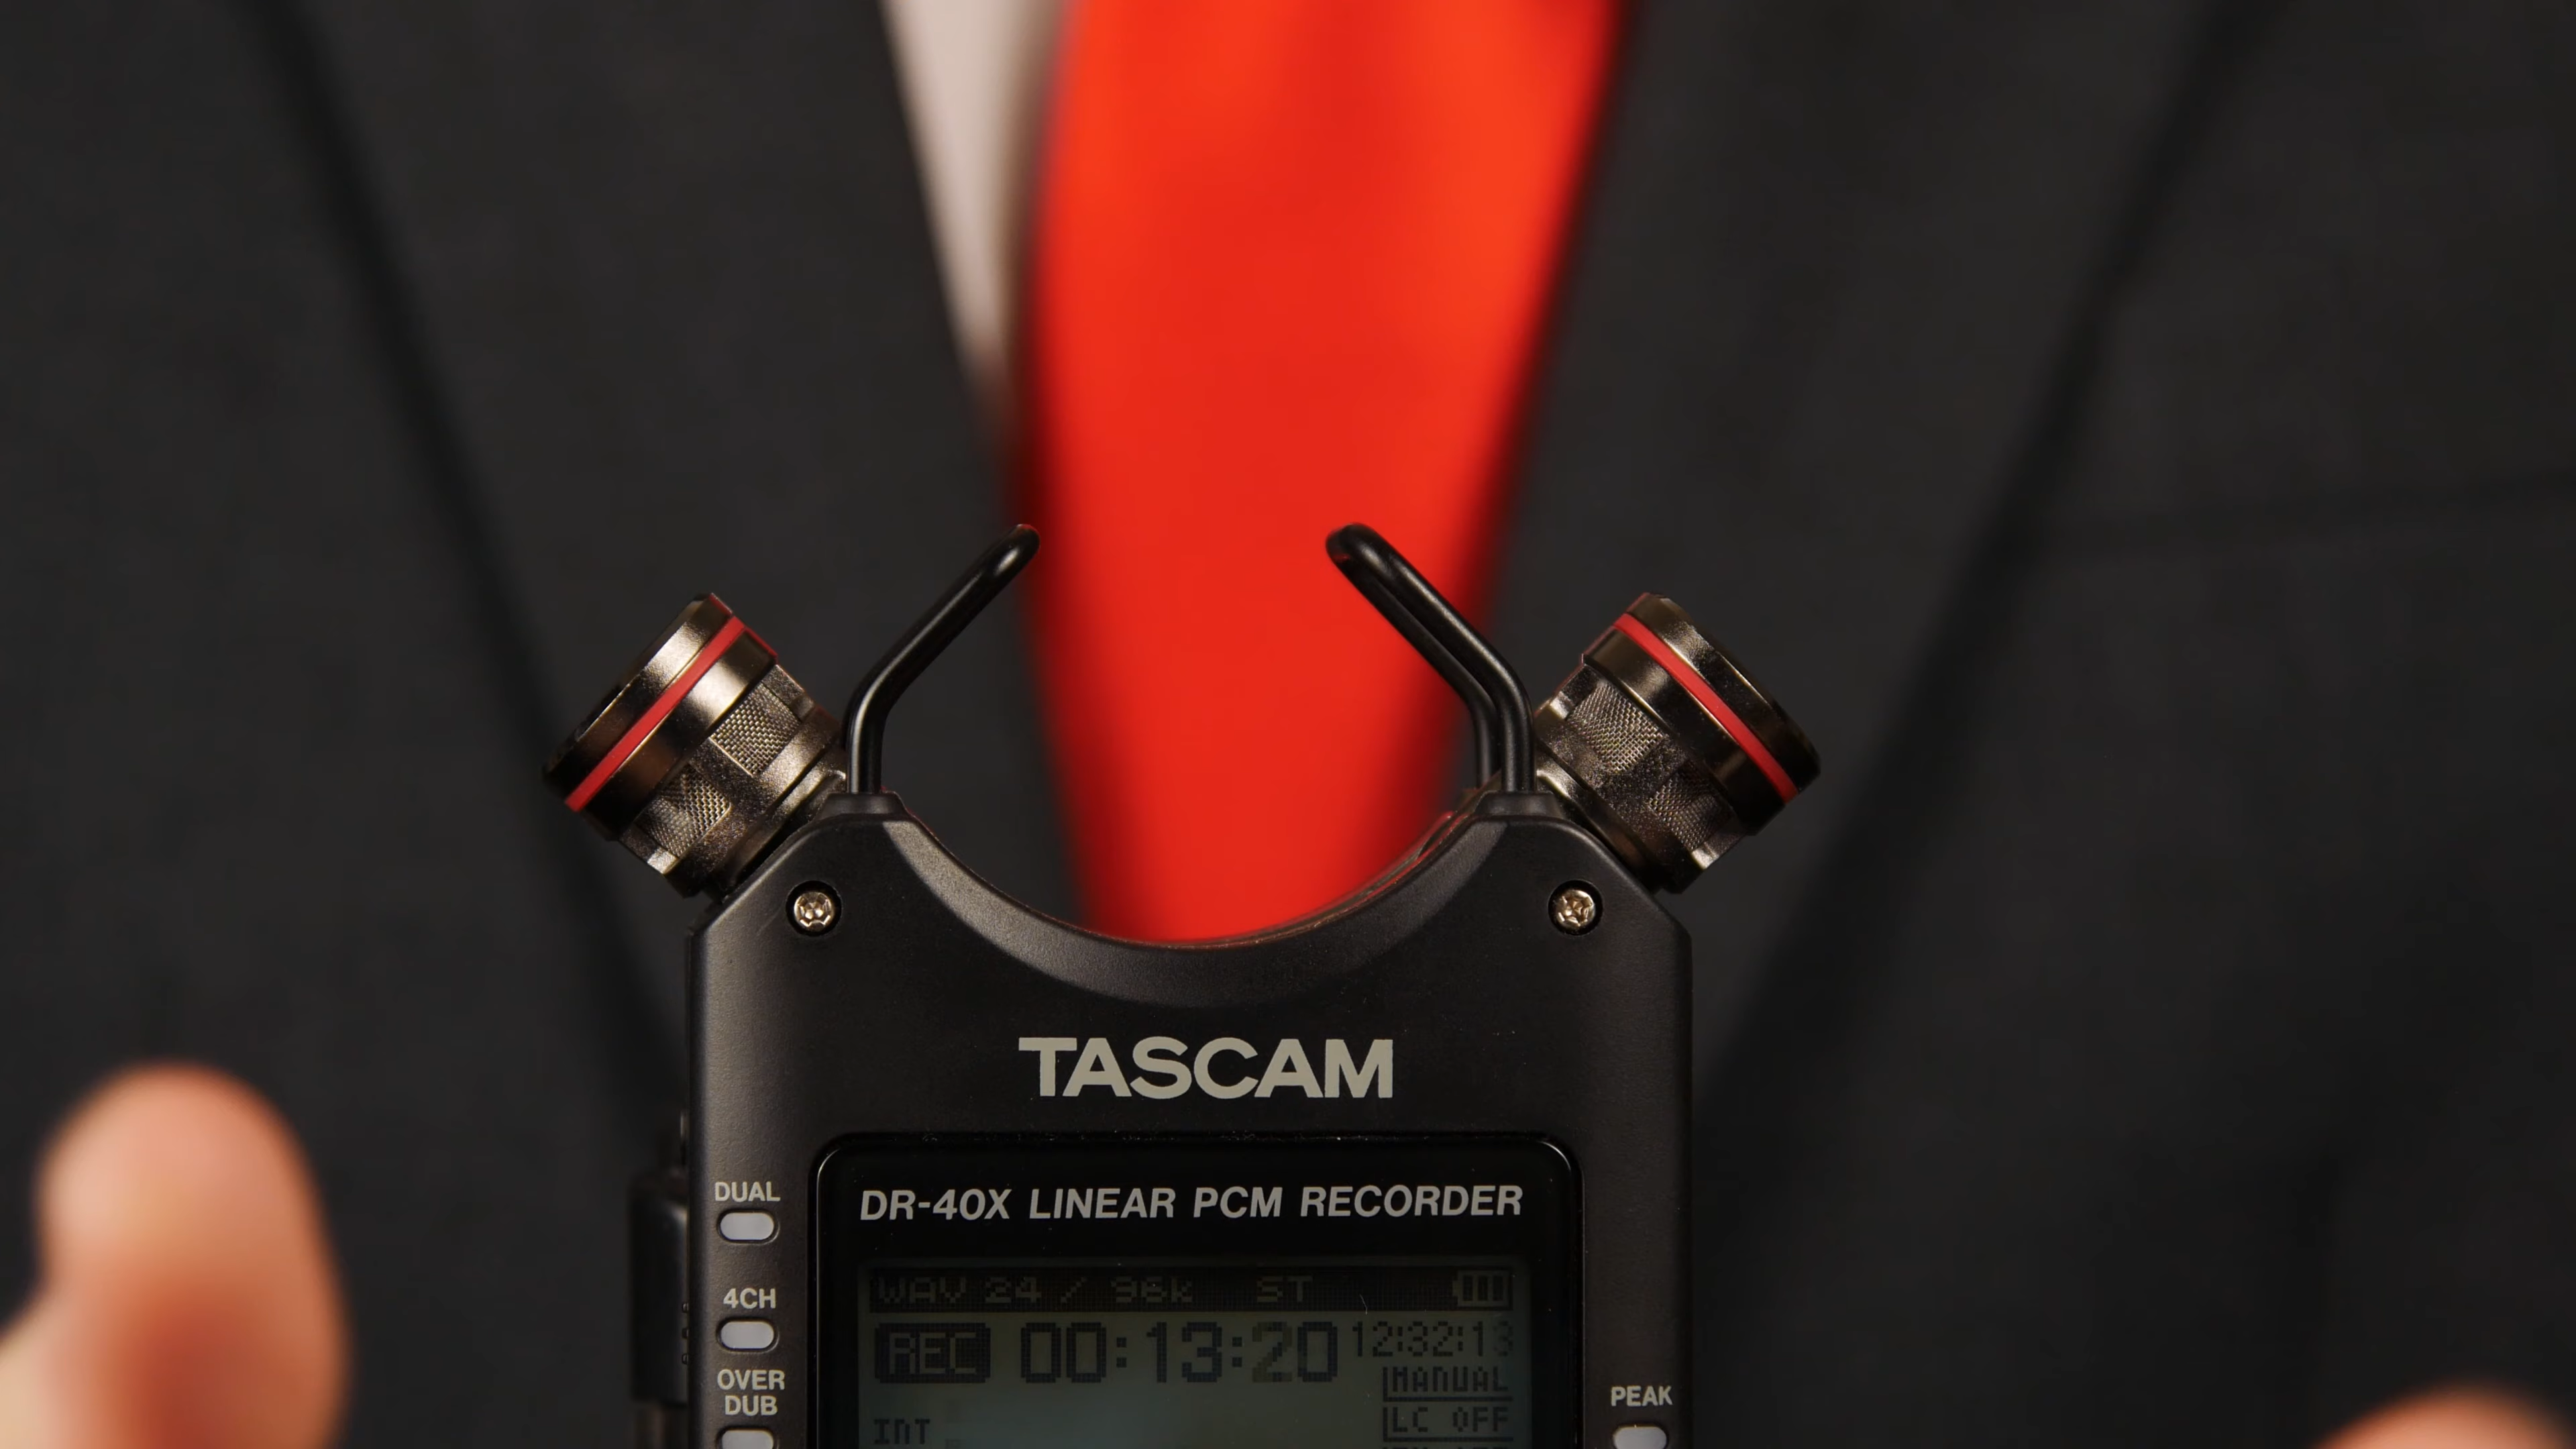 TASCAM
DR-40X LINEAR PCM RECORDER
DUAL
4CH
OVER
DUB
PEAK
WAV 24 / 96k ST
REC 00:13:20 12:32:13
MANUAL
LC OFF
INT